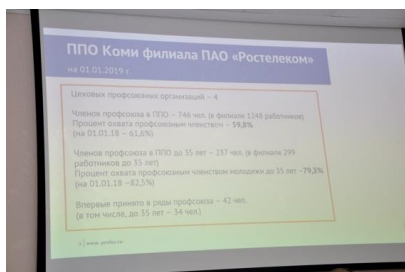 ППО Коми филиала ПАО «Ростелеком»
на 01.01.2019 г.
Цеховых профсоюзных организаций – 4
Членов профсоюза в ППО – 746 чел. (в филиале 1248 работников)
Процент охвата профсоюзным членством – 59,8%
(на 01.01.18 – 61,6%)
Членов профсоюза в ППО до 35 лет – 237 чел. (в филиале 299
работников до 35 лет)
Процент охвата профсоюзным членством молодежи до 35 лет –79,3%
(на 01.01.18 –82,5%)
Впервые принято в ряды профсоюза – 42 чел.
(в том числе, до 35 лет – 34 чел.)